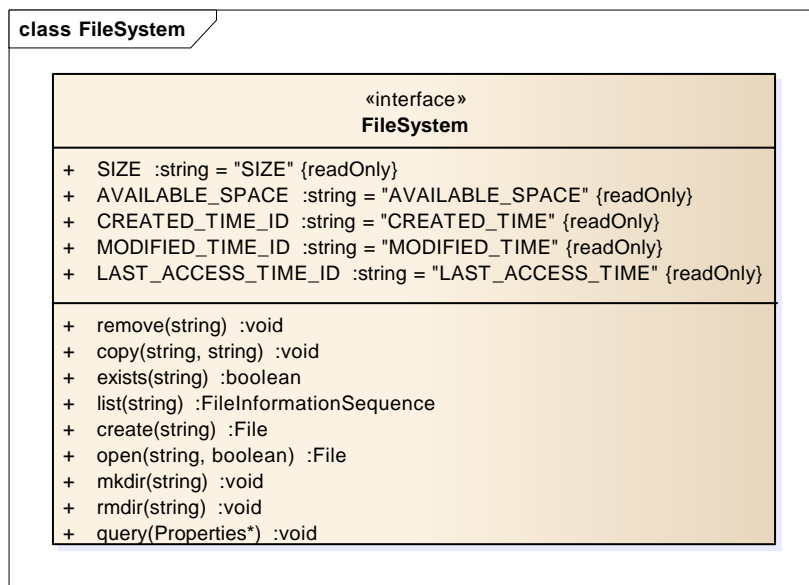 class FileSystem
«interface»
FileSystem
+ SIZE :string = "SIZE" {readOnly}
+ AVAILABLE_SPACE :string = "AVAILABLE_SPACE" {readOnly}
+ CREATED_TIME_ID :string = "CREATED_TIME" {readOnly}
+ MODIFIED_TIME_ID :string = "MODIFIED_TIME" {readOnly}
+ LAST_ACCESS_TIME_ID :string = "LAST_ACCESS_TIME" {readOnly}
+ remove(string) :void
+ copy(string, string) :void
+ exists(string) :boolean
+ list(string) :FileInformationSequence
+ create(string) :File
+ open(string, boolean) :File
+ mkdir(string) :void
+ rmdir(string) :void
+ query(Properties*) :void